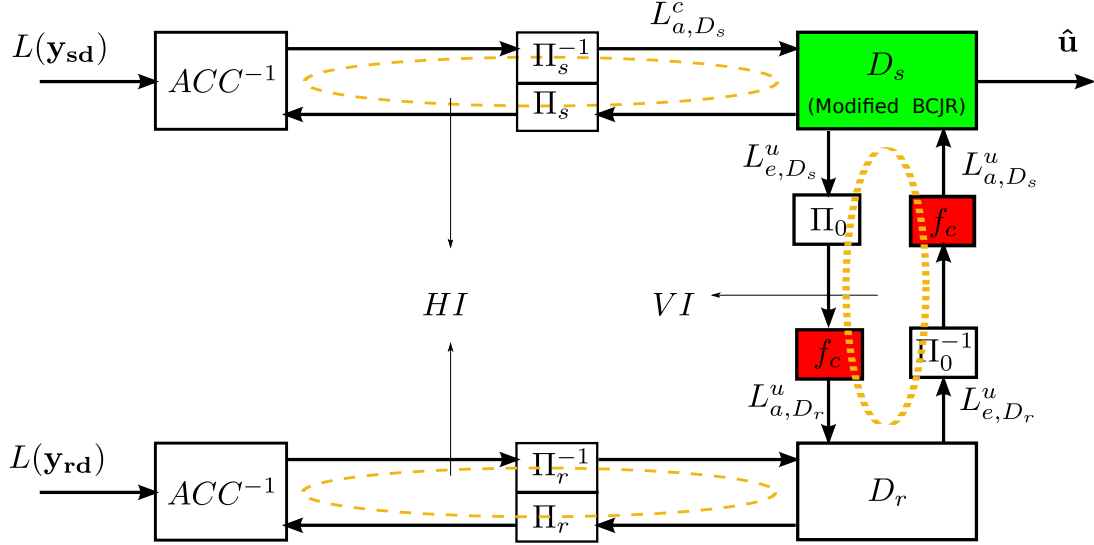 L(y_sd)
ACC^{-1}
Π_s^{-1}
Π_s
L^c_{a,D_s}
D_s
(Modified BCJR)
û
L^u_{e,D_s}
L^u_{a,D_s}
Π_0
f_c
HI
VI
f_c
Π_0^{-1}
L^u_{a,D_r}
L^u_{e,D_r}
L(y_rd)
ACC^{-1}
Π_r^{-1}
Π_r
D_r